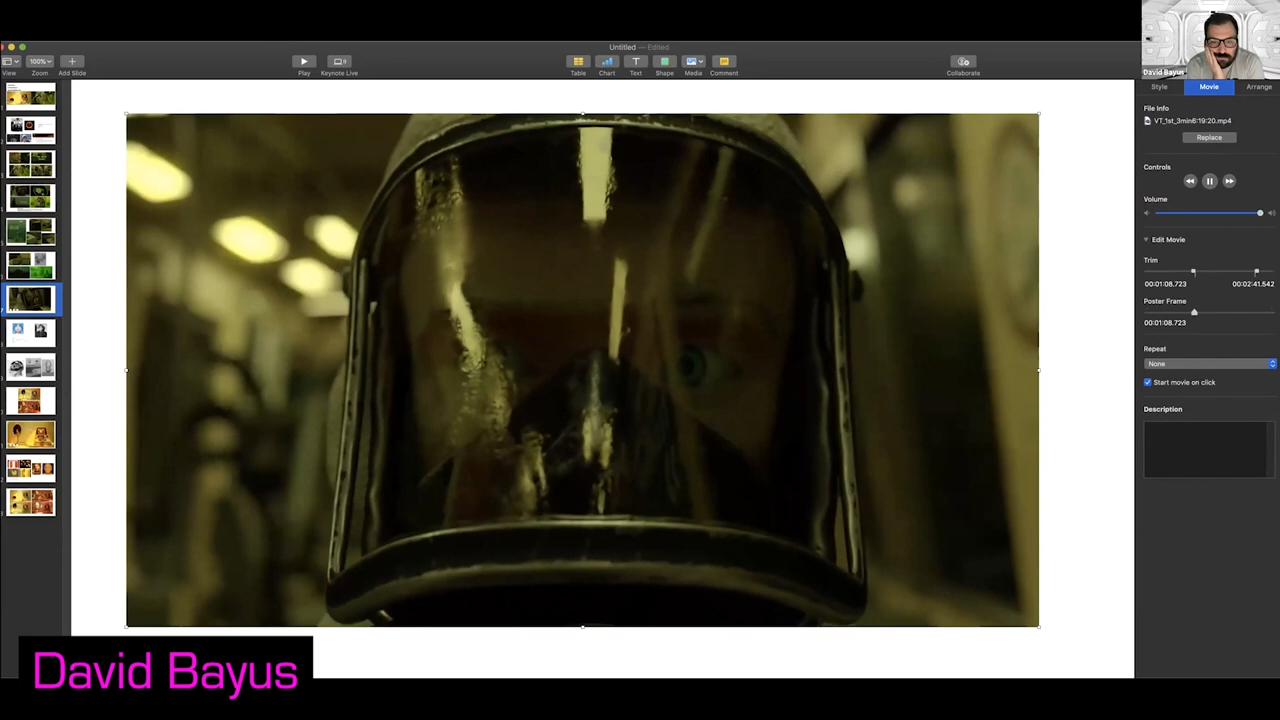 Untitled — Edited
100%
View
Zoom
Add Slide
Play
Keynote Live
Table
Chart
Text
Shape
Media
Comment
Collaborate
David Bayus
Style
Movie
Arrange
File Info
VT_1st_3min6:19:20.mp4
Replace
Controls
Volume
Edit Movie
Trim
00:01:08.723
00:02:41.542
Poster Frame
00:01:08.723
Repeat
None
Start movie on click
Description
David Bayus